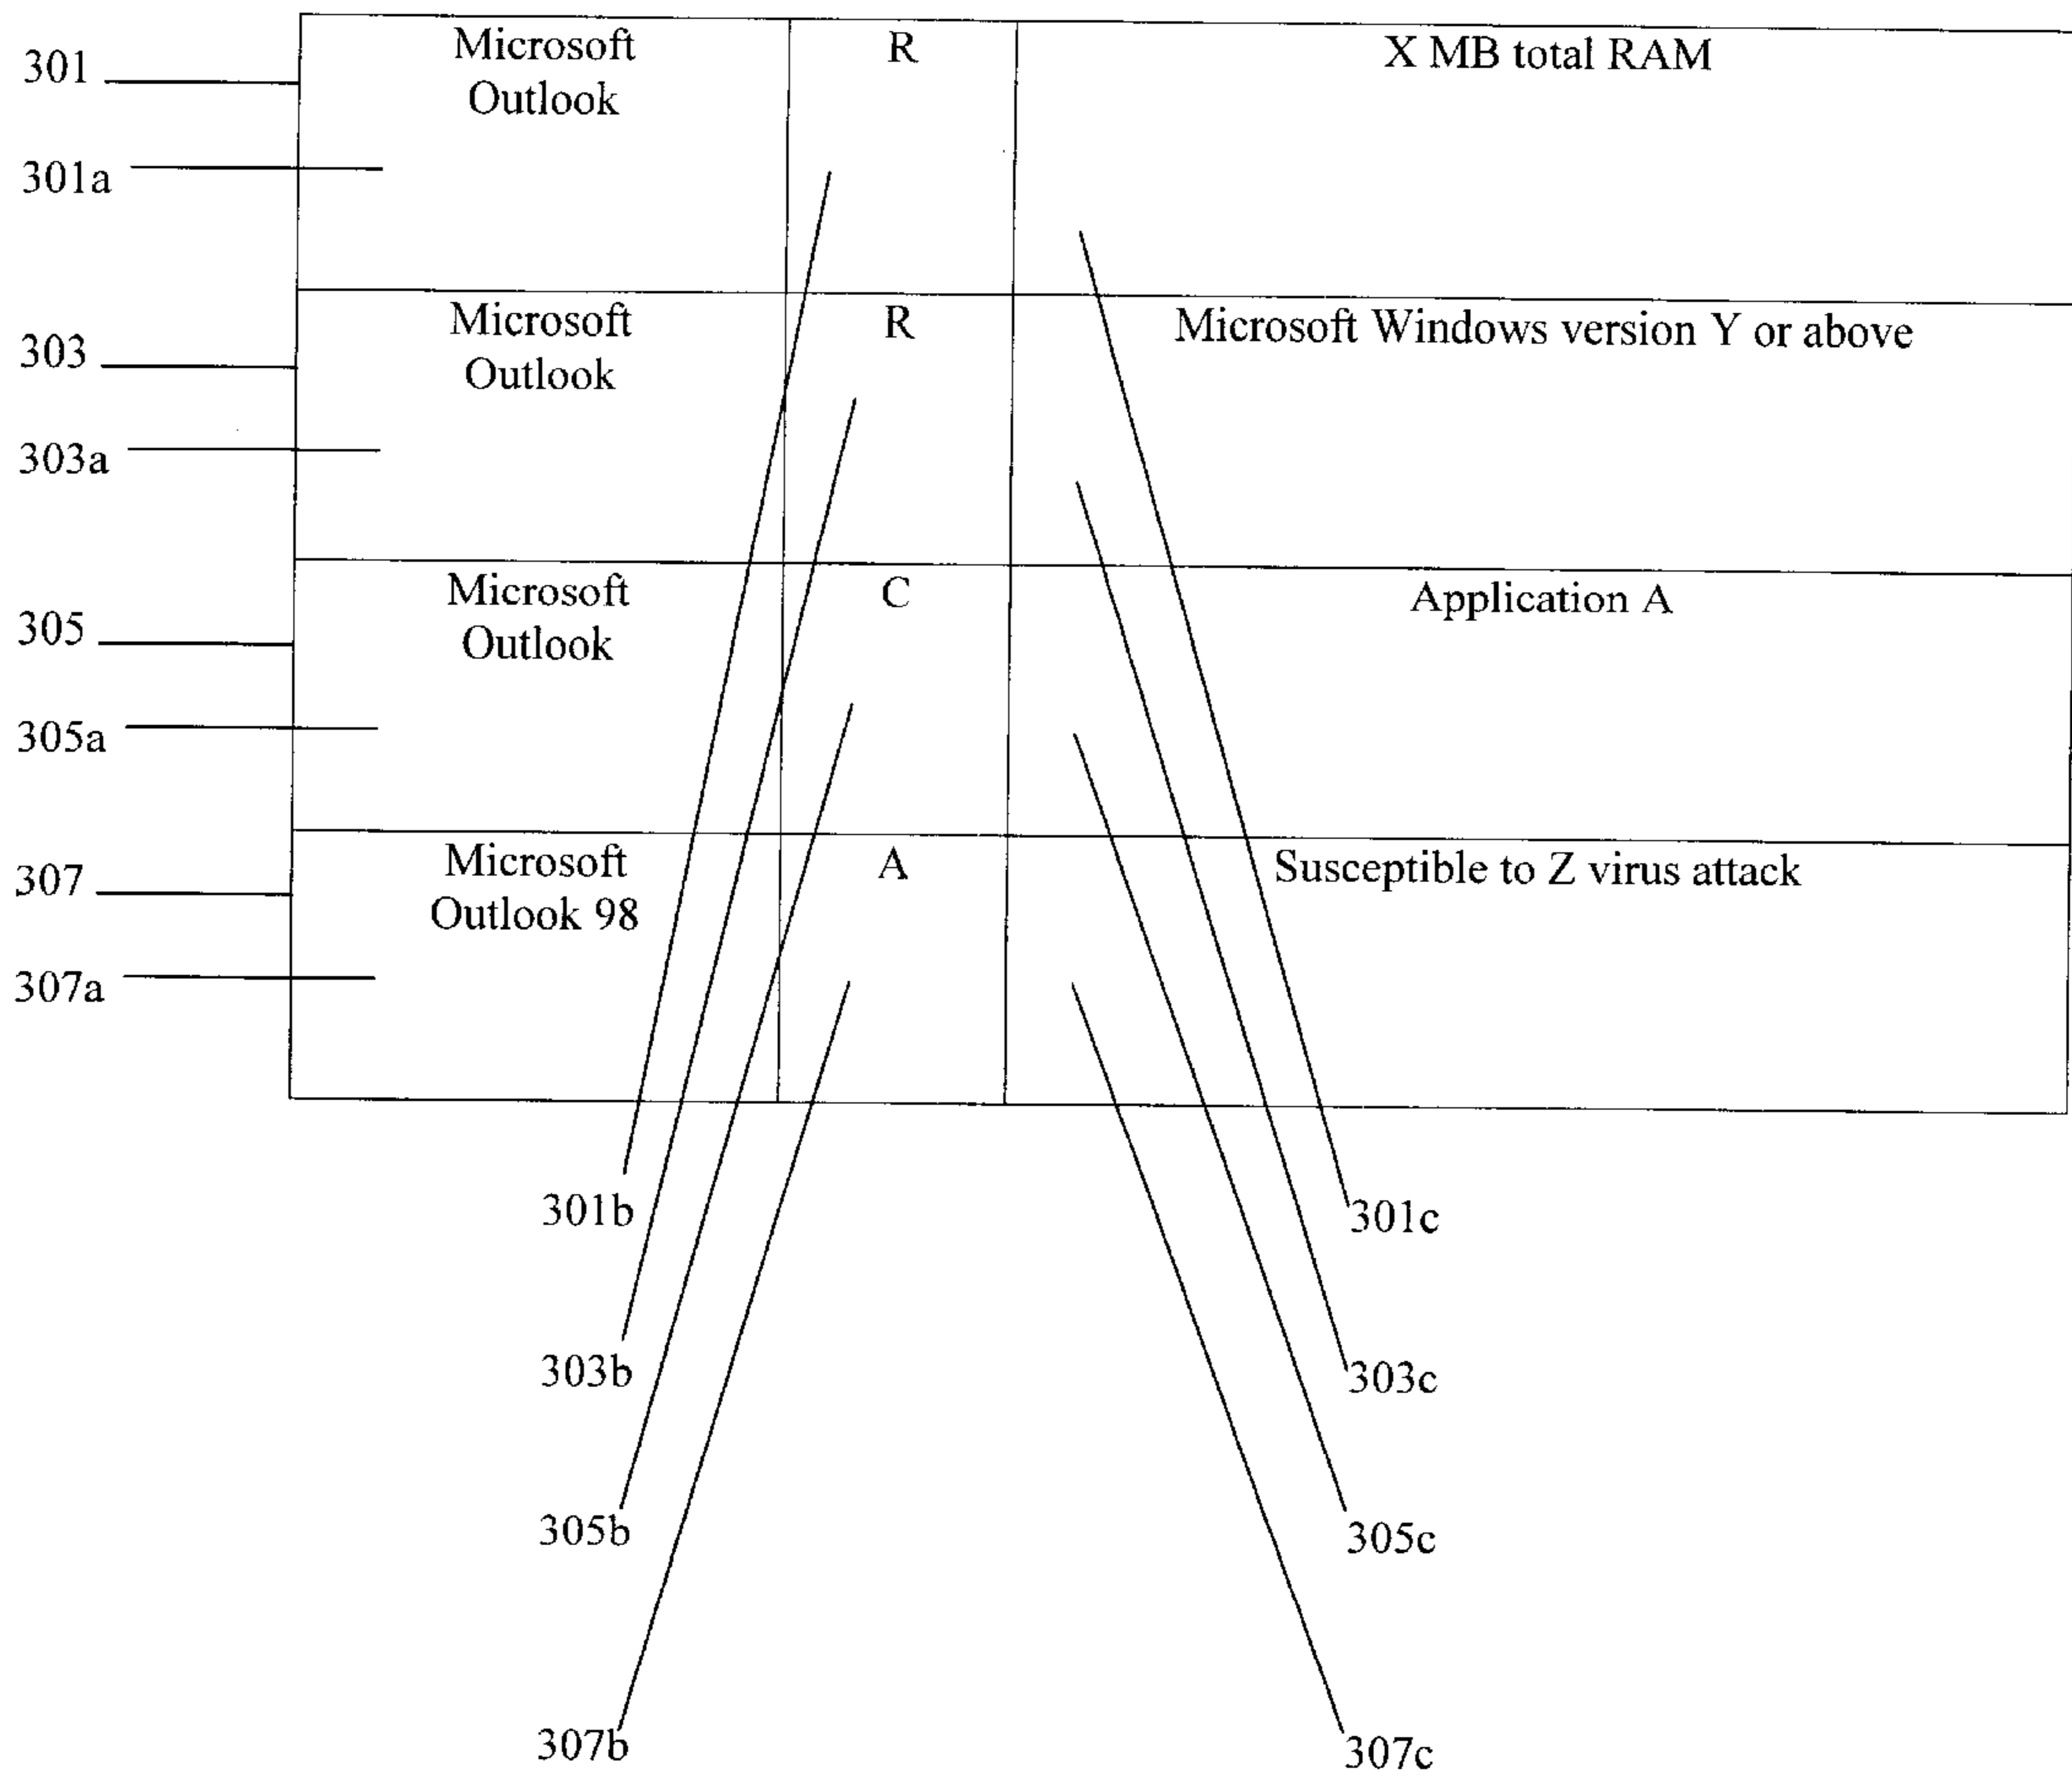 301
Microsoft
Outlook
R
X MB total RAM
301a
303
Microsoft
Outlook
R
Microsoft Windows version Y or above
303a
305
Microsoft
Outlook
C
Application A
305a
307
Microsoft
Outlook 98
A
Susceptible to Z virus attack
307a
301b
301c
303b
303c
305b
305c
307b
307c